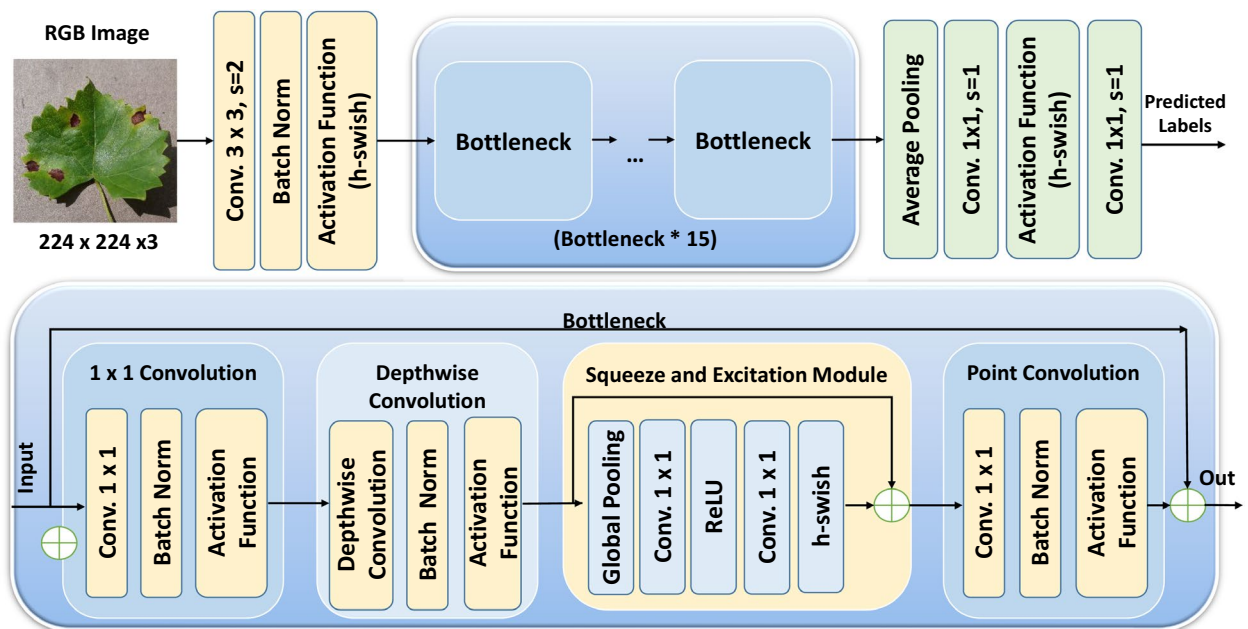 RGB Image
224 x 224 x3
Conv. 3 x 3, s=2
Batch Norm
Activation Function
(h-swish)
Bottleneck
...
Bottleneck
(Bottleneck * 15)
Average Pooling
Conv. 1x1, s=1
Activation Function
(h-swish)
Conv. 1x1, s=1
Predicted
Labels
Bottleneck
Input
1 x 1 Convolution
Conv. 1 x 1
Batch Norm
Activation
Function
Depthwise
Convolution
Depthwise
Convolution
Batch Norm
Activation
Function
Squeeze and Excitation Module
Global Pooling
Conv. 1 x 1
ReLU
Conv. 1 x 1
h-swish
Point Convolution
Conv. 1 x 1
Batch Norm
Activation
Function
Out